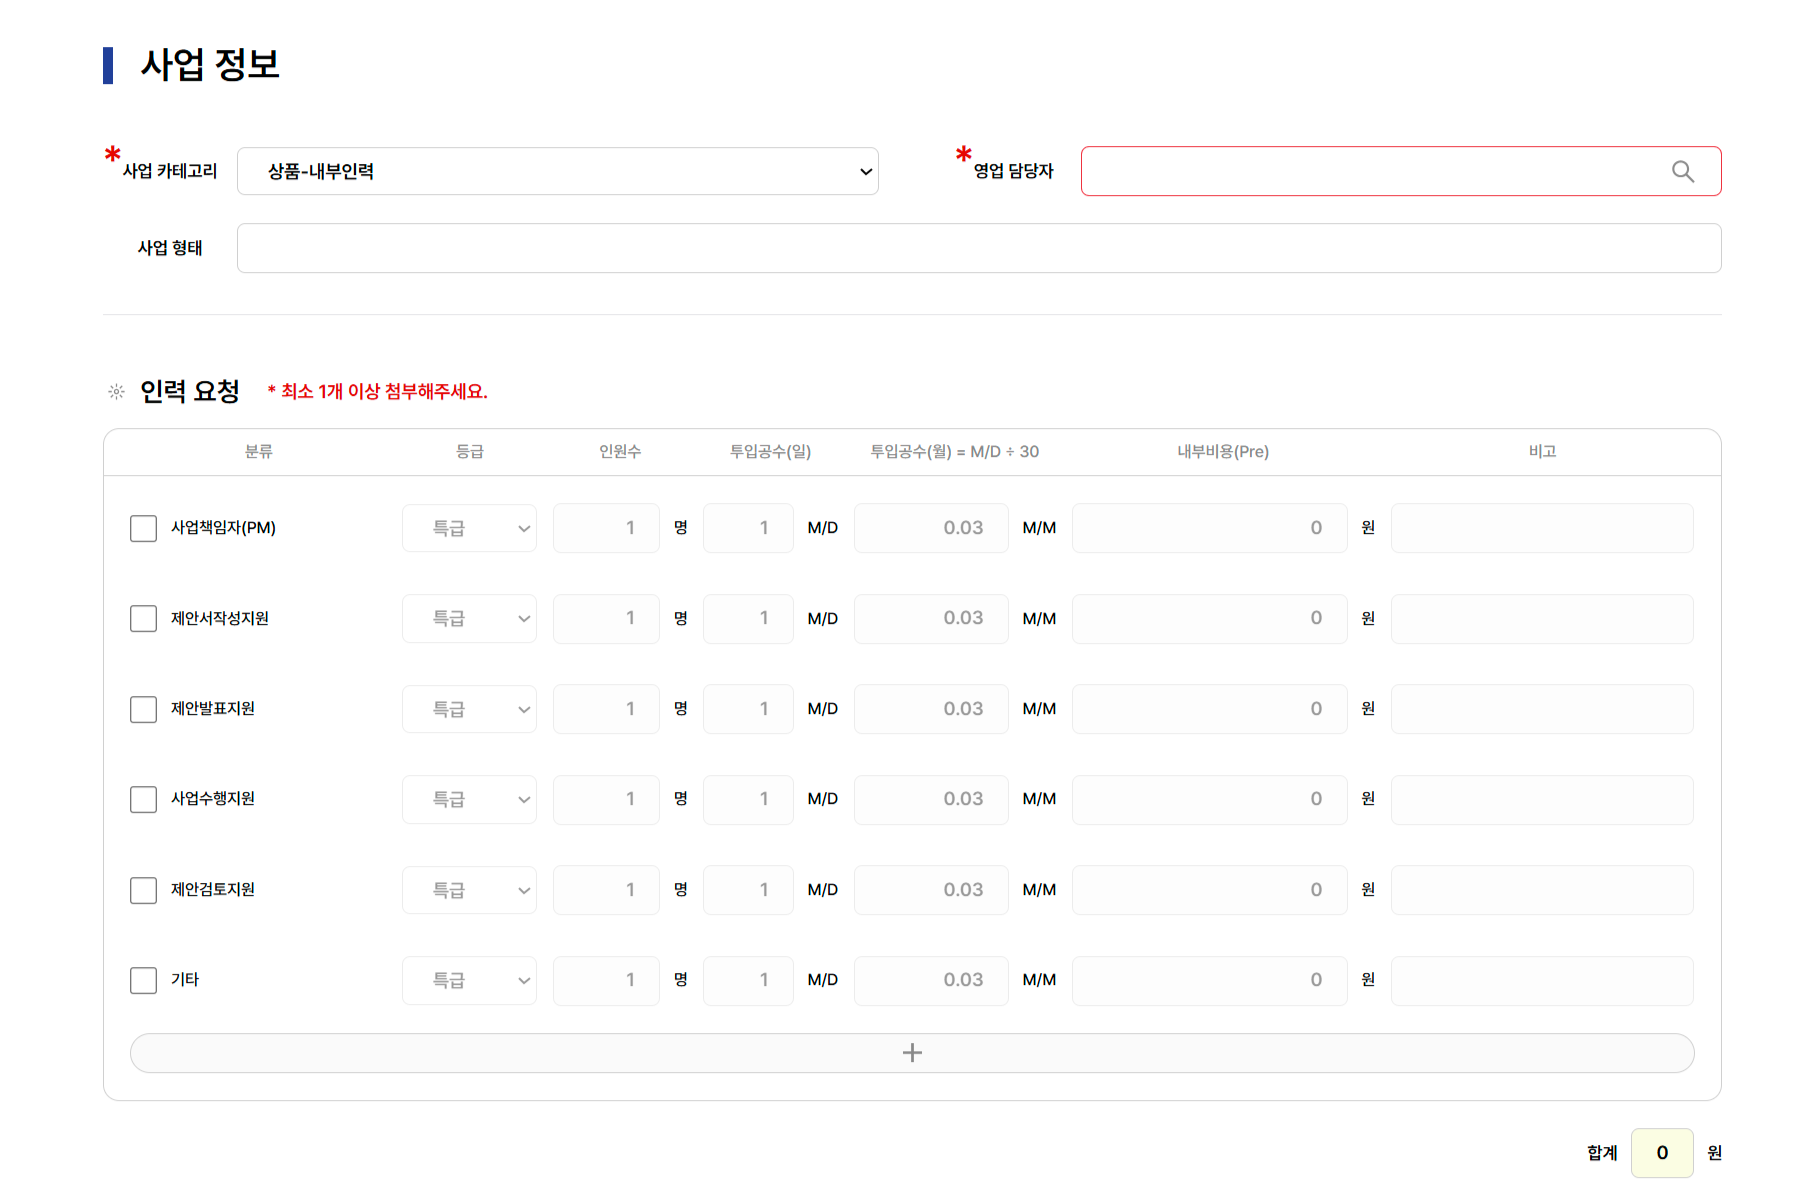 사업 정보
* 사업 카테고리 상품-내부인력 * 영업 담당자
사업 형태
인력 요청 * 최소 1개 이상 첨부해주세요.
분류 등급 인원수 투입공수(일) 투입공수(월) = M/D ÷ 30 내부비용(Pre) 비고
사업책임자(PM) 특급 1 명 1 M/D 0.03 M/M 0 원
제안서작성지원 특급 1 명 1 M/D 0.03 M/M 0 원
제안발표지원 특급 1 명 1 M/D 0.03 M/M 0 원
사업수행지원 특급 1 명 1 M/D 0.03 M/M 0 원
제안검토지원 특급 1 명 1 M/D 0.03 M/M 0 원
기타 특급 1 명 1 M/D 0.03 M/M 0 원
+
합계 0 원